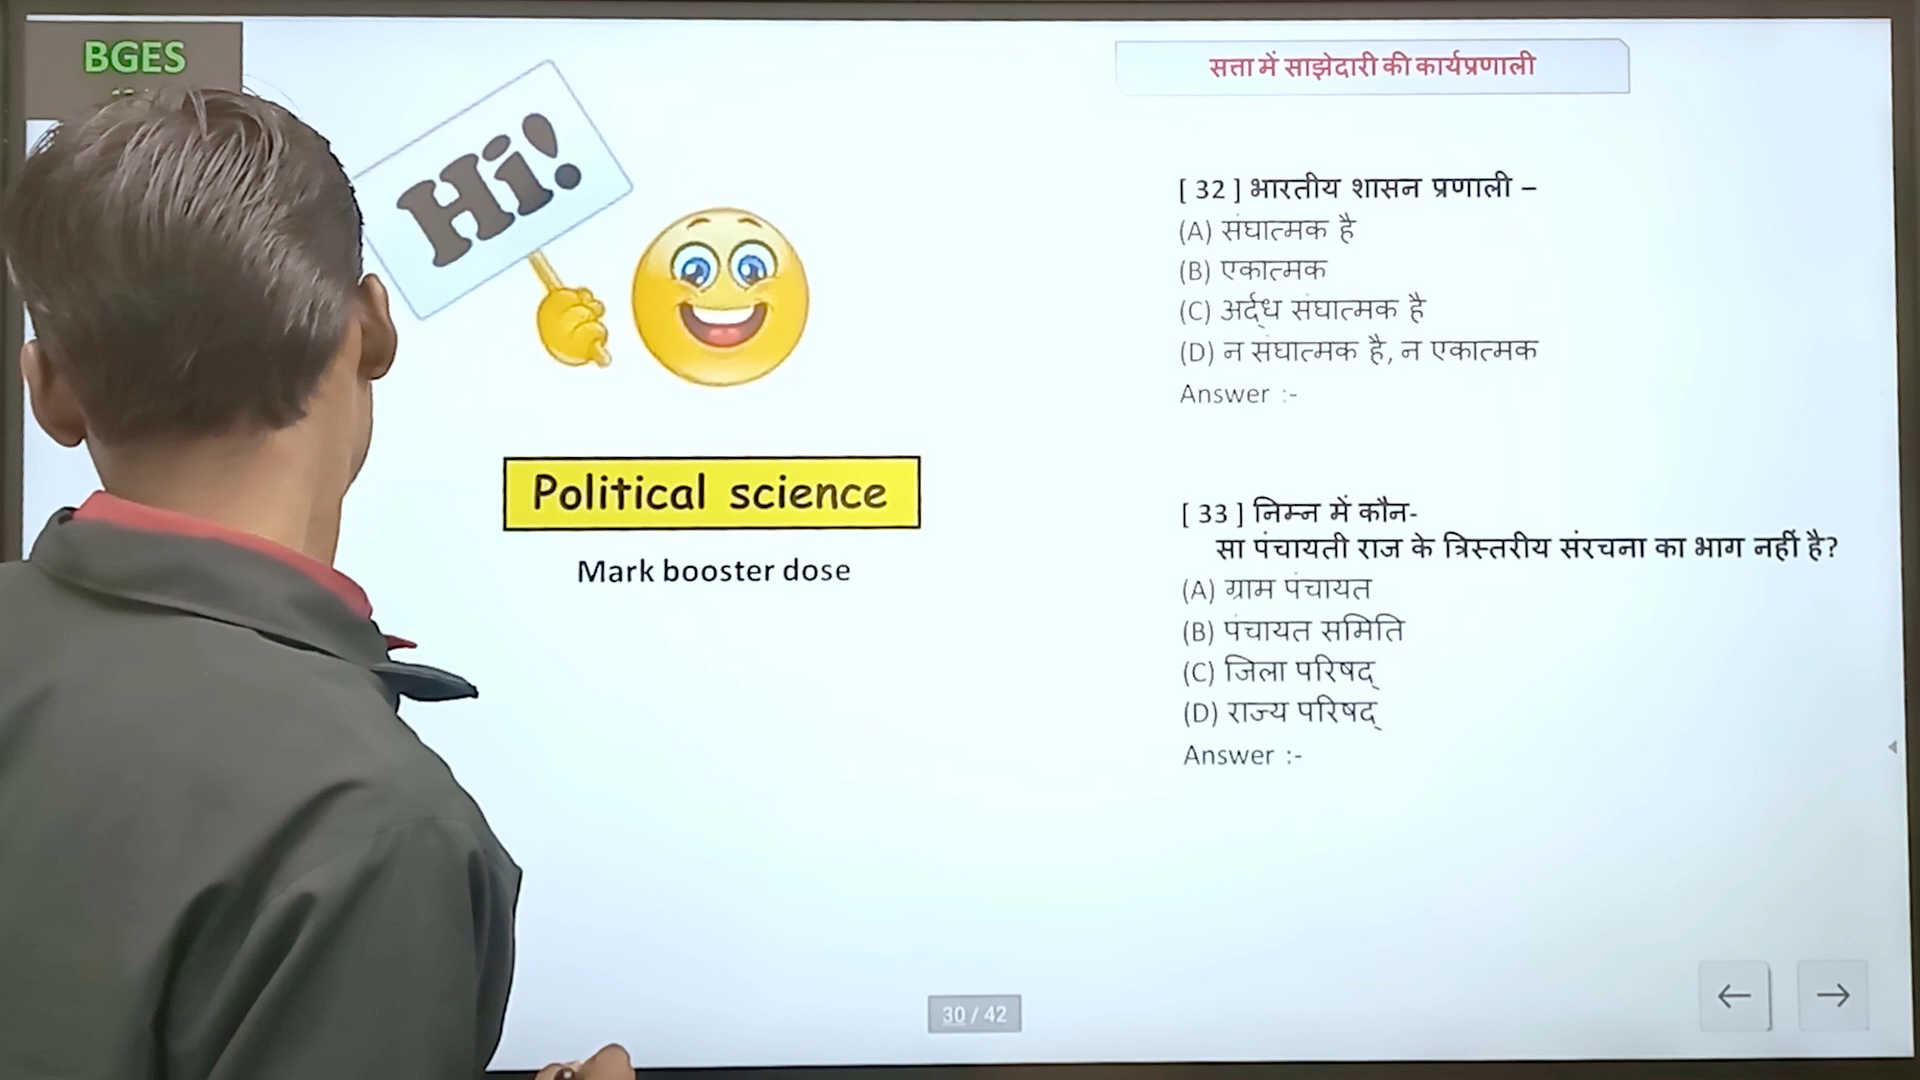 BGES
Hi!
सत्ता में साझेदारी की कार्यप्रणाली
[ 32 ] भारतीय शासन प्रणाली –
(A) संघात्मक है
(B) एकात्मक
(C) अर्द्ध संघात्मक है
(D) न संघात्मक है, न एकात्मक
Answer :-
Political science
Mark booster dose
[ 33 ] निम्न में कौन-
सा पंचायती राज के त्रिस्तरीय संरचना का भाग नहीं है?
(A) ग्राम पंचायत
(B) पंचायत समिति
(C) जिला परिषद्
(D) राज्य परिषद्
Answer :-
30 / 42